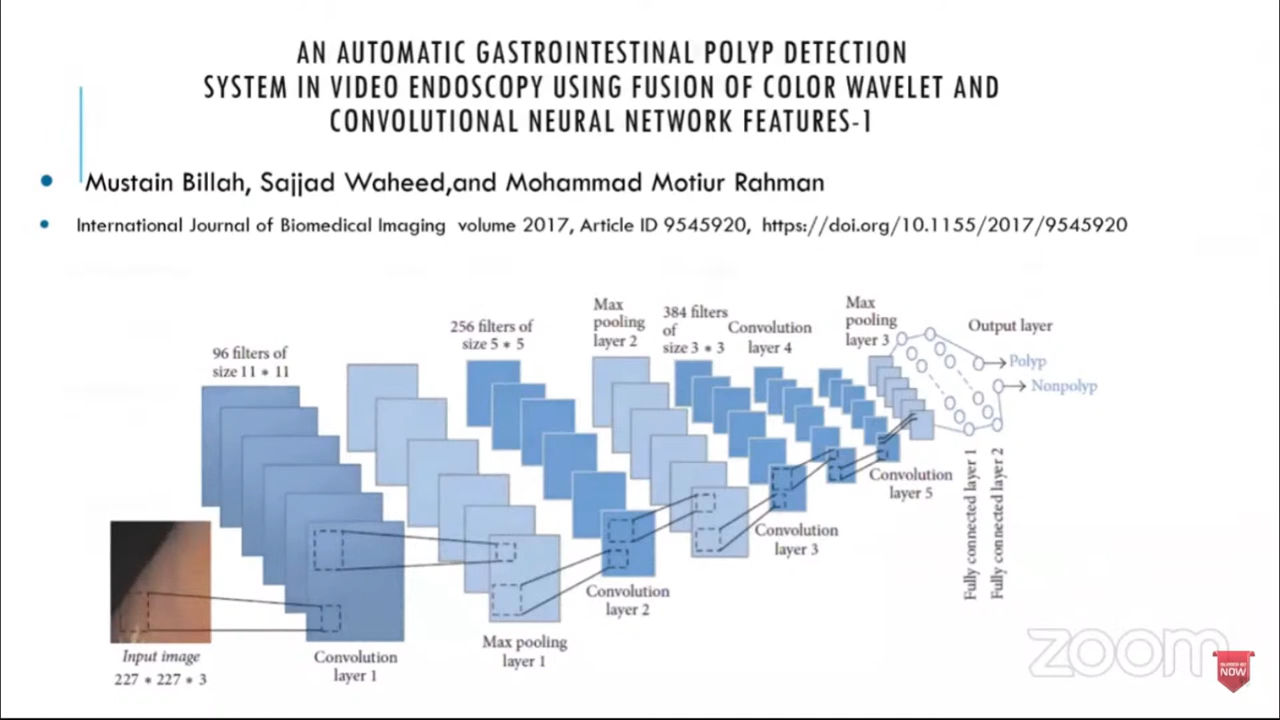 AN AUTOMATIC GASTROINTESTINAL POLYP DETECTION
SYSTEM IN VIDEO ENDOSCOPY USING FUSION OF COLOR WAVELET AND
CONVOLUTIONAL NEURAL NETWORK FEATURES-1
• Mustain Billah, Sajjad Waheed,and Mohammad Motiur Rahman
• International Journal of Biomedical Imaging volume 2017, Article ID 9545920, https://doi.org/10.1155/2017/9545920
96 filters of
size 11 * 11
256 filters of
size 5 * 5
Max
pooling
layer 2
384 filters
of
size 3 * 3
Convolution
layer 4
Max
pooling
layer 3
Output layer
Polyp
Nonpolyp
Input image
227 * 227 * 3
Convolution
layer 1
Max pooling
layer 1
Convolution
layer 2
Convolution
layer 3
Convolution
layer 5
Fully connected layer 1
Fully connected layer 2
zoom
NOW